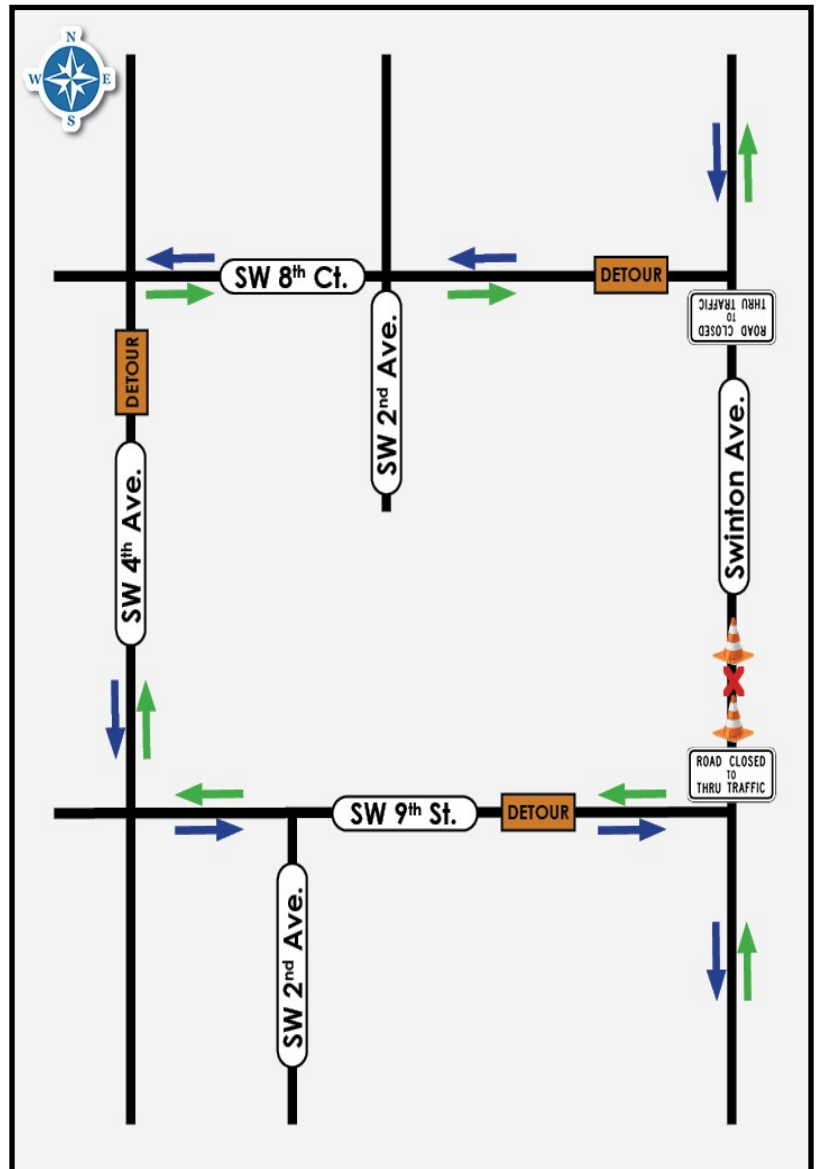 N
W E
S
SW 8th Ct.
DETOUR
ROAD CLOSED
TO
THRU TRAFFIC
DETOUR
SW 2nd Ave.
SW 4th Ave.
Swinton Ave.
X
ROAD CLOSED
TO
THRU TRAFFIC
SW 9th St.
DETOUR
SW 2nd Ave.